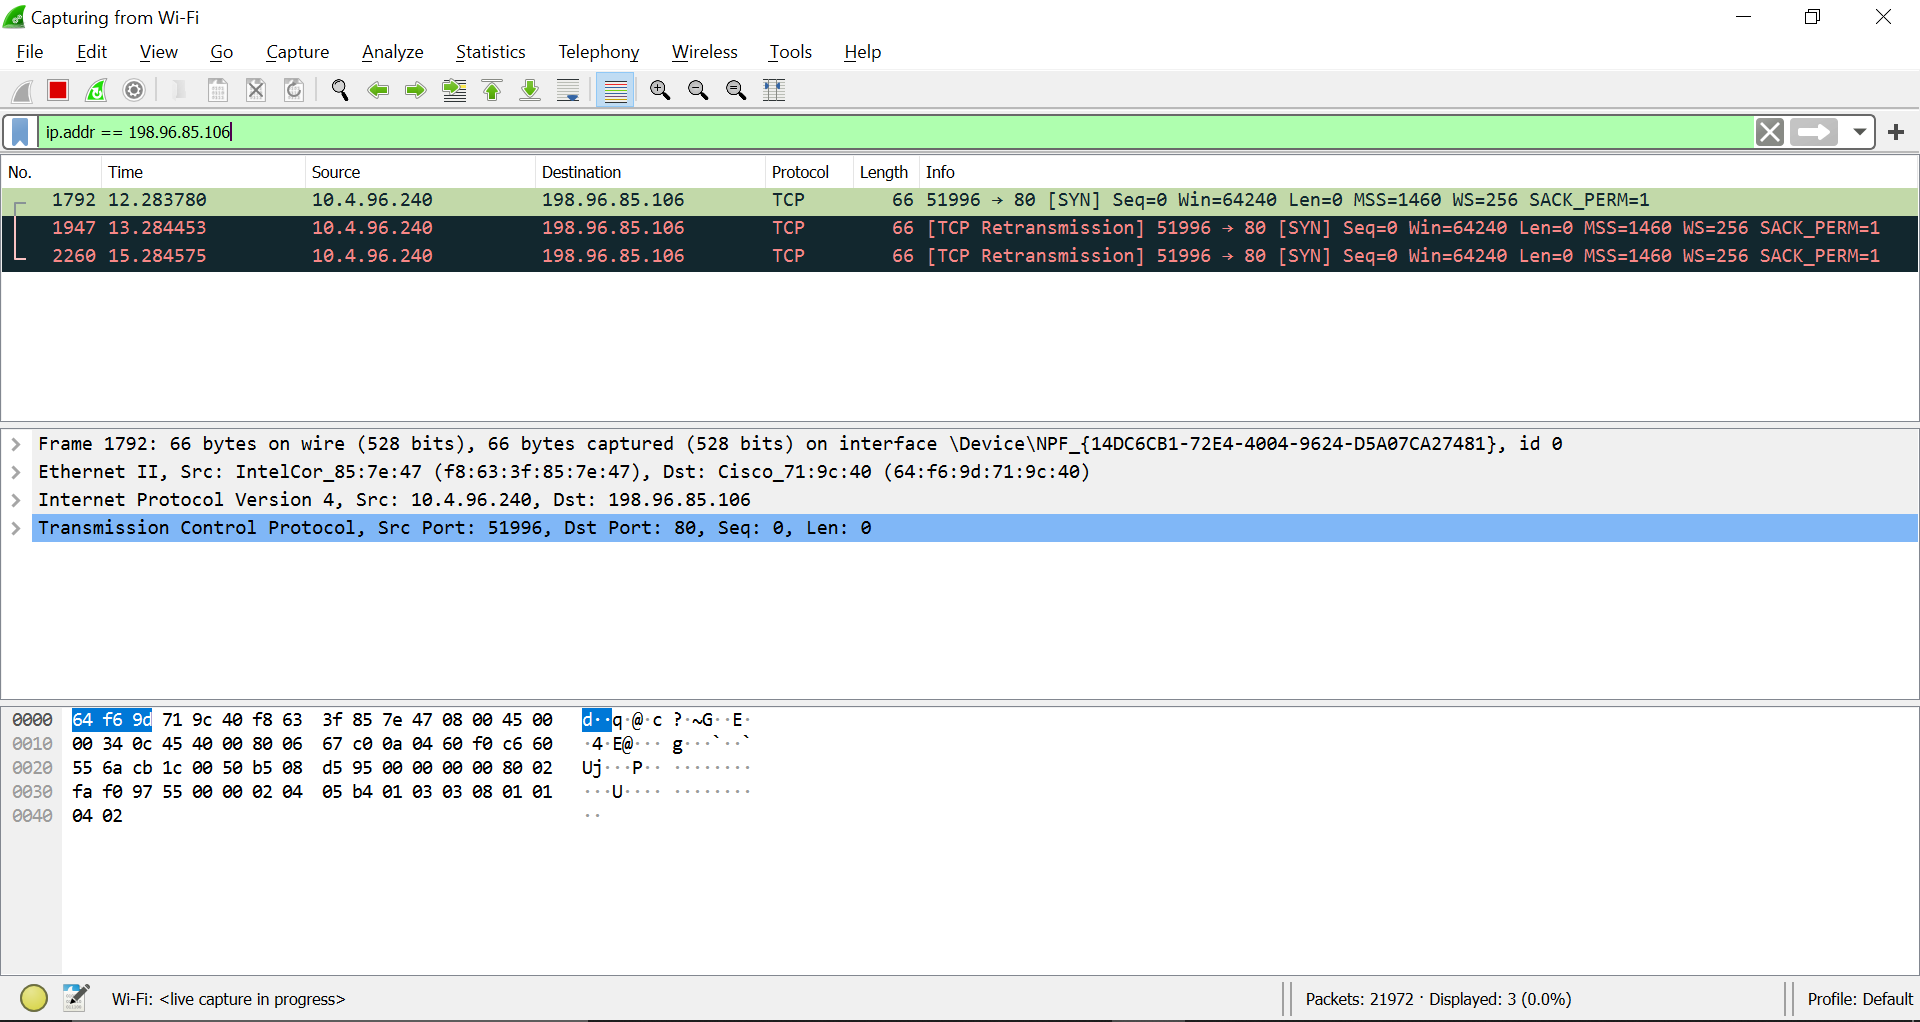 Capturing from Wi-Fi
File Edit View Go Capture Analyze Statistics Telephony Wireless Tools Help
ip.addr == 198.96.85.106
No. Time Source Destination Protocol Length Info
1792 12.283780 10.4.96.240 198.96.85.106 TCP 66 51996 → 80 [SYN] Seq=0 Win=64240 Len=0 MSS=1460 WS=256 SACK_PERM=1
1947 13.284453 10.4.96.240 198.96.85.106 TCP 66 [TCP Retransmission] 51996 → 80 [SYN] Seq=0 Win=64240 Len=0 MSS=1460 WS=256 SACK_PERM=1
2260 15.284575 10.4.96.240 198.96.85.106 TCP 66 [TCP Retransmission] 51996 → 80 [SYN] Seq=0 Win=64240 Len=0 MSS=1460 WS=256 SACK_PERM=1
Frame 1792: 66 bytes on wire (528 bits), 66 bytes captured (528 bits) on interface \Device\NPF_{14DC6CB1-72E4-4004-9624-D5A07CA27481}, id 0
Ethernet II, Src: IntelCor_85:7e:47 (f8:63:3f:85:7e:47), Dst: Cisco_71:9c:40 (64:f6:9d:71:9c:40)
Internet Protocol Version 4, Src: 10.4.96.240, Dst: 198.96.85.106
Transmission Control Protocol, Src Port: 51996, Dst Port: 80, Seq: 0, Len: 0
0000 64 f6 9d 71 9c 40 f8 63 3f 85 7e 47 08 00 45 00 d··q·@·c ?·~G··E·
0010 00 34 0c 45 40 00 80 06 67 c0 0a 04 60 f0 c6 60 ·4·E@··· g···`··`
0020 55 6a cb 1c 00 50 b5 08 d5 95 00 00 00 00 80 02 Uj···P·· ········
0030 fa f0 97 55 00 00 02 04 05 b4 01 03 03 08 01 01 ···U···· ········
0040 04 02 ··
Wi-Fi: <live capture in progress> Packets: 21972 · Displayed: 3 (0.0%) Profile: Default